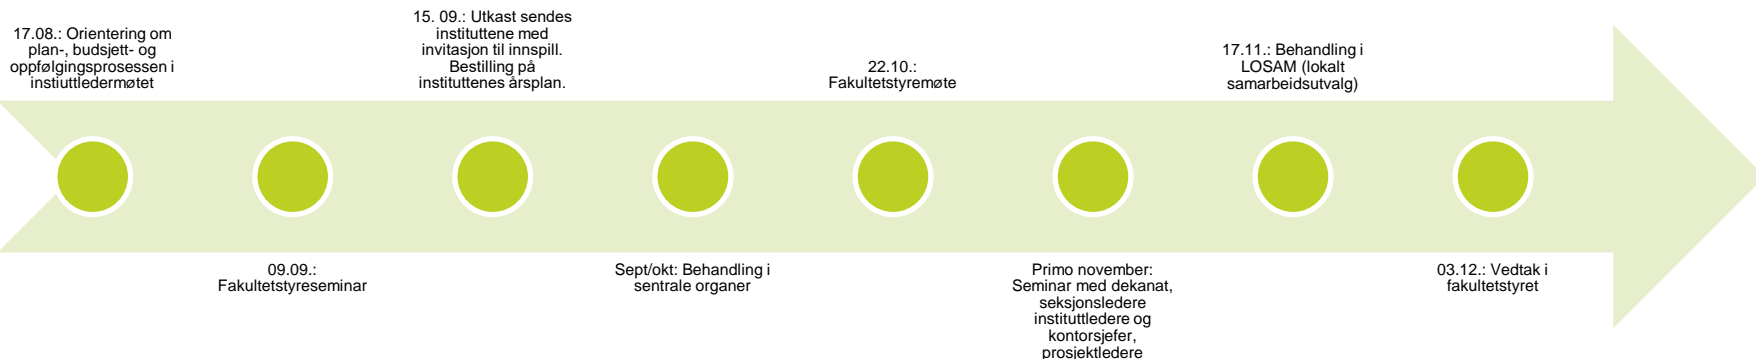 17.08.: Orientering om
plan-, budsjett- og
oppfølgingsprosessen i
instiuttledermøtet
09.09.:
Fakultetstyreseminar
15. 09.: Utkast sendes
instituttene med
invitasjon til innspill.
Bestilling på
instituttenes årsplan.
Sept/okt: Behandling i
sentrale organer
22.10.:
Fakultetstyremøte
Primo november:
Seminar med dekanat,
seksjonsledere
instituttledere og
kontorsjefer,
prosjektledere
17.11.: Behandling i
LOSAM (lokalt
samarbeidsutvalg)
03.12.: Vedtak i
fakultetstyret